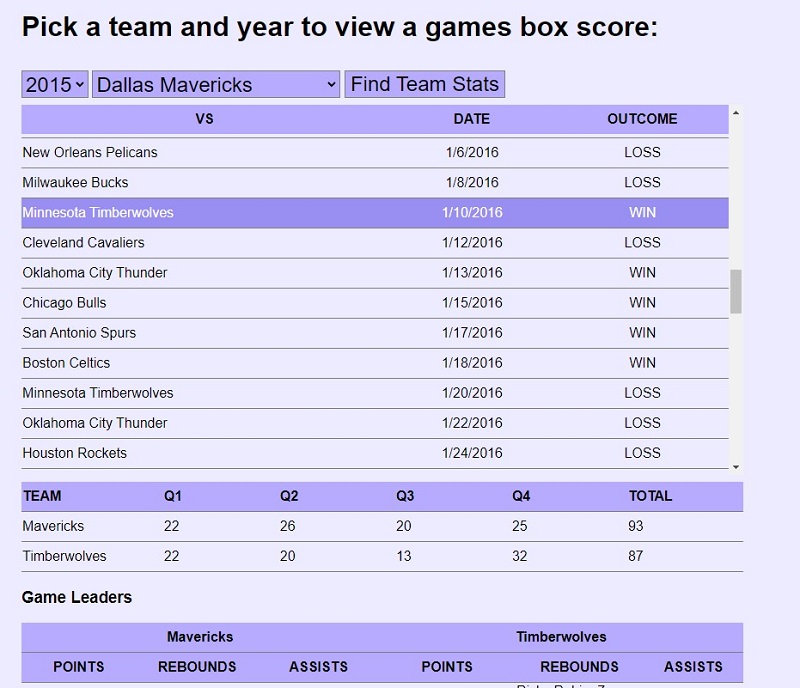 Pick a team and year to view a games box score:
2015 Dallas Mavericks Find Team Stats
VS DATE OUTCOME
New Orleans Pelicans 1/6/2016 LOSS
Milwaukee Bucks 1/8/2016 LOSS
Minnesota Timberwolves 1/10/2016 WIN
Cleveland Cavaliers 1/12/2016 LOSS
Oklahoma City Thunder 1/13/2016 WIN
Chicago Bulls 1/15/2016 WIN
San Antonio Spurs 1/17/2016 WIN
Boston Celtics 1/18/2016 WIN
Minnesota Timberwolves 1/20/2016 LOSS
Oklahoma City Thunder 1/22/2016 LOSS
Houston Rockets 1/24/2016 LOSS
TEAM Q1 Q2 Q3 Q4 TOTAL
Mavericks 22 26 20 25 93
Timberwolves 22 20 13 32 87
Game Leaders
Mavericks Timberwolves
POINTS REBOUNDS ASSISTS POINTS REBOUNDS ASSISTS